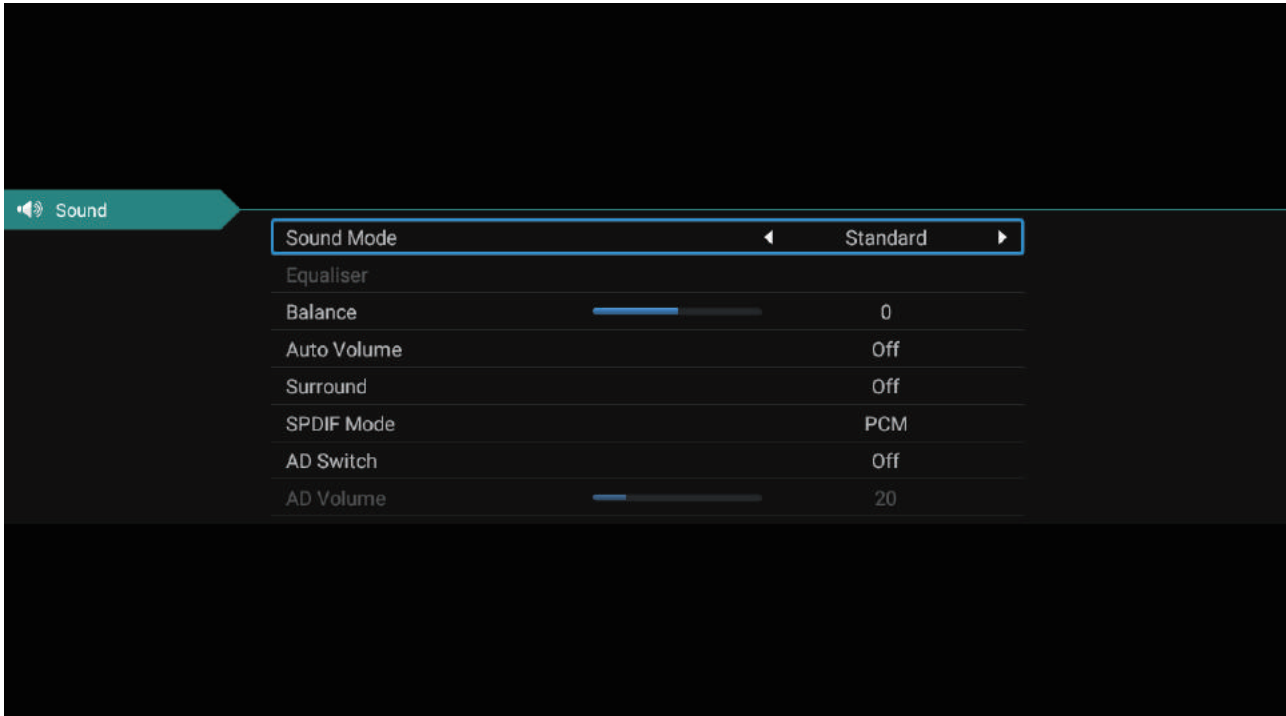 Sound
Sound Mode Standard
Equaliser
Balance 0
Auto Volume Off
Surround Off
SPDIF Mode PCM
AD Switch Off
AD Volume 20